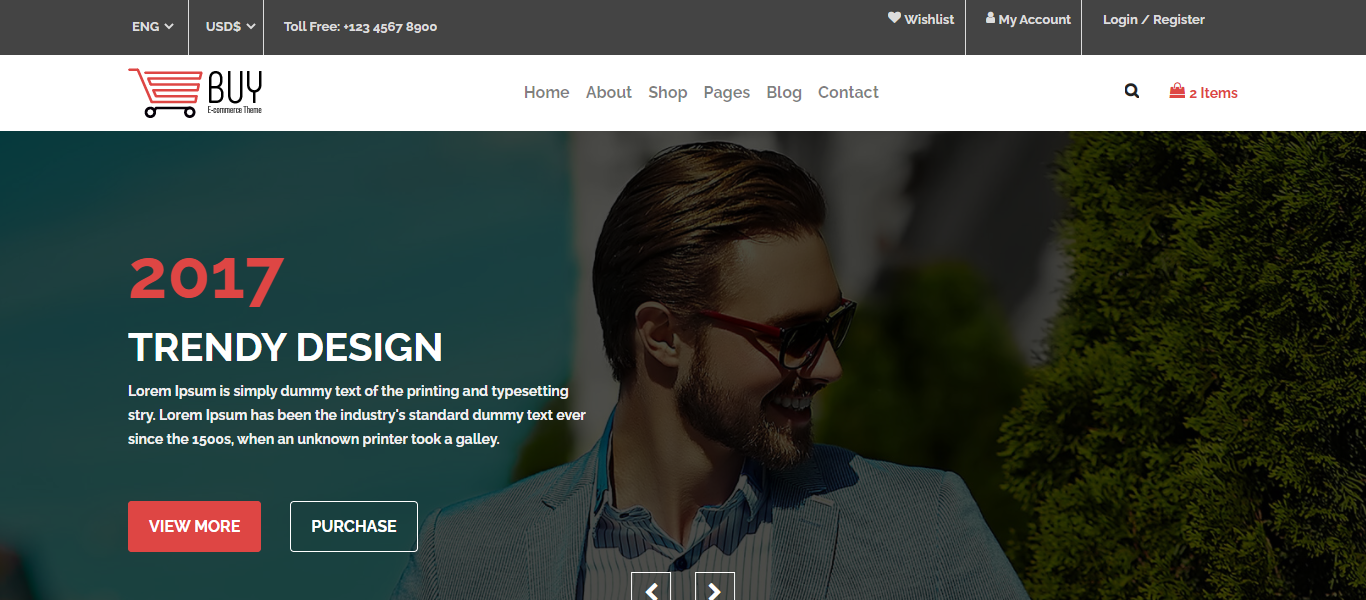 ENG USD$ Toll Free: +123 4567 8900 Wishlist My Account Login / Register
BUY
E-commerce Theme
Home About Shop Pages Blog Contact
2 Items
2017
TRENDY DESIGN
Lorem Ipsum is simply dummy text of the printing and typesetting
stry. Lorem Ipsum has been the industry's standard dummy text ever
since the 1500s, when an unknown printer took a galley.
VIEW MORE PURCHASE